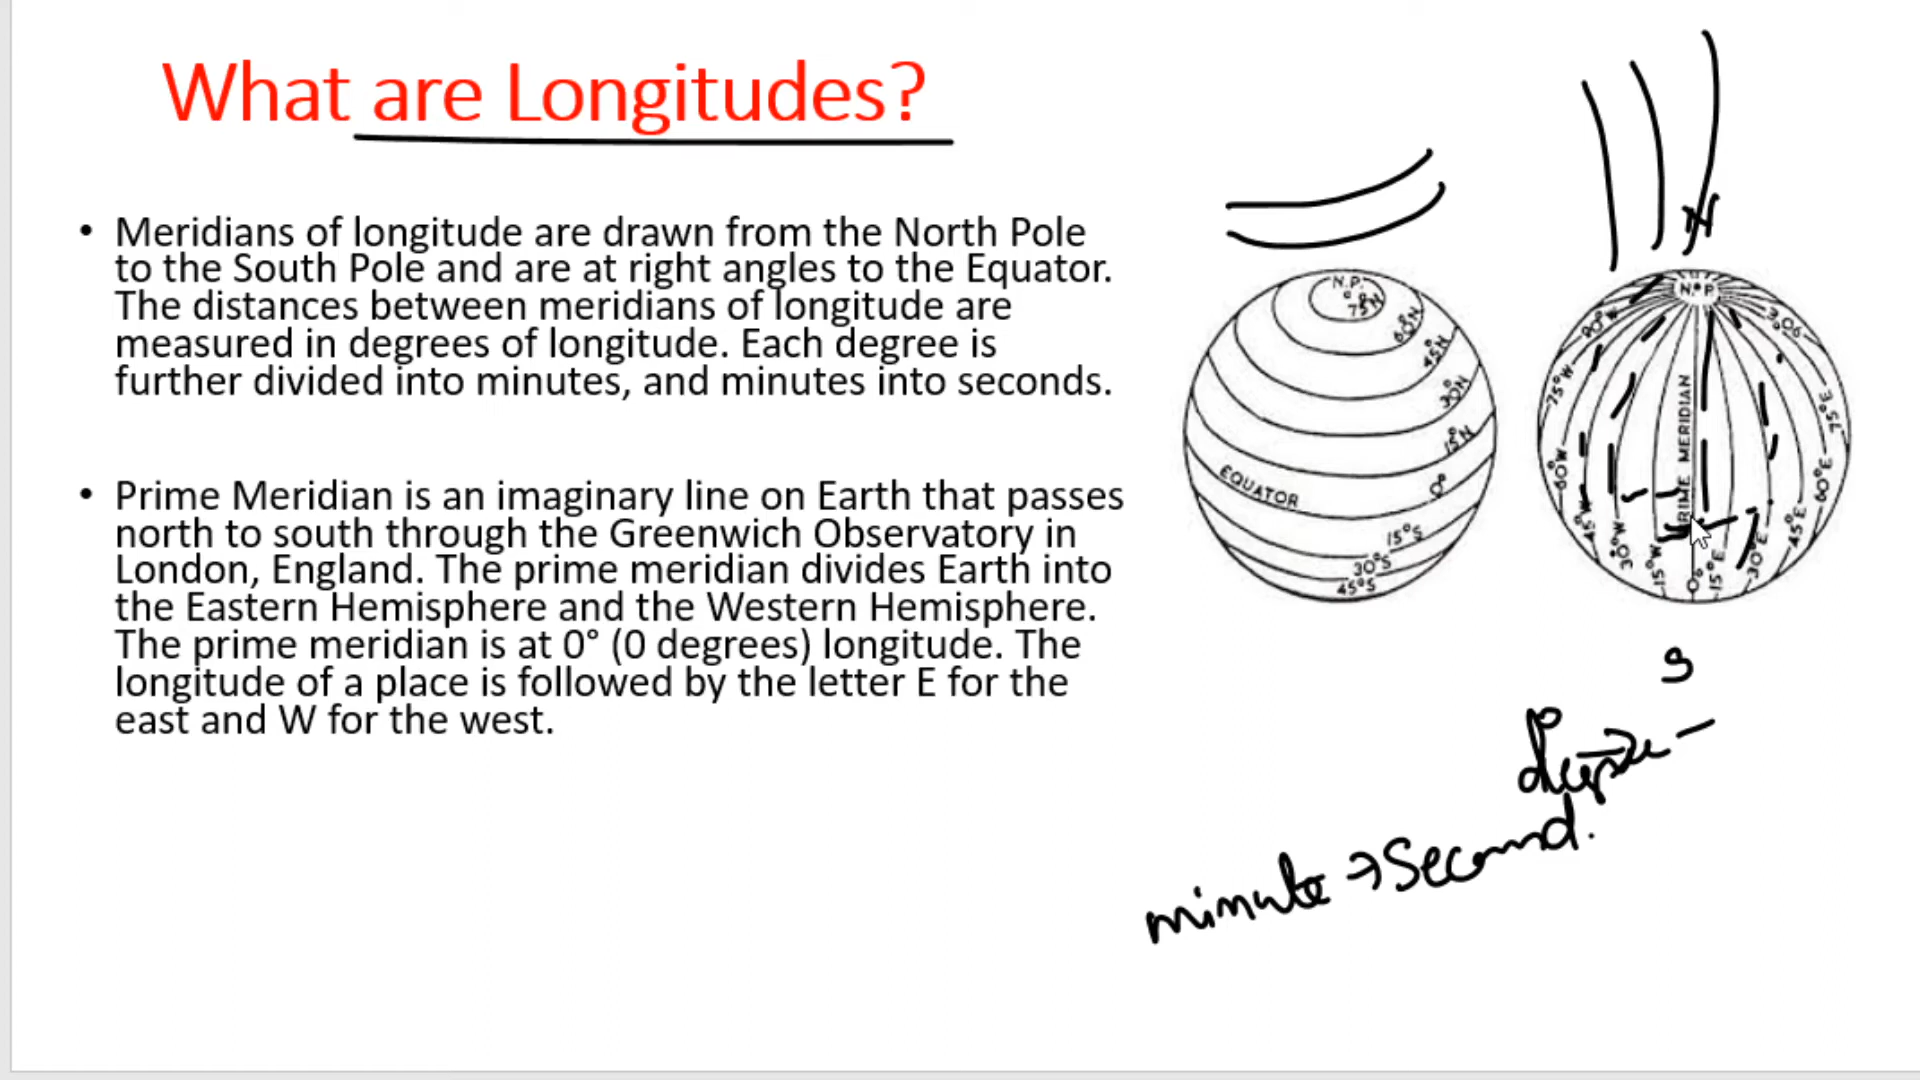 What are Longitudes?
• Meridians of longitude are drawn from the North Pole
to the South Pole and are at right angles to the Equator.
The distances between meridians of longitude are
measured in degrees of longitude. Each degree is
further divided into minutes, and minutes into seconds.
• Prime Meridian is an imaginary line on Earth that passes
north to south through the Greenwich Observatory in
London, England. The prime meridian divides Earth into
the Eastern Hemisphere and the Western Hemisphere.
The prime meridian is at 0° (0 degrees) longitude. The
longitude of a place is followed by the letter E for the
east and W for the west.
N.P.
75°N
60°N
45°N
30°N
15°N
EQUATOR 0°
15°S
30°S
45°S
N
N.P.
90°W
75°W
60°W
45°W
30°W
15°W
0°
15°E
30°E
45°E
60°E
75°E
90°E
PRIME MERIDIAN
S
minute → Second.